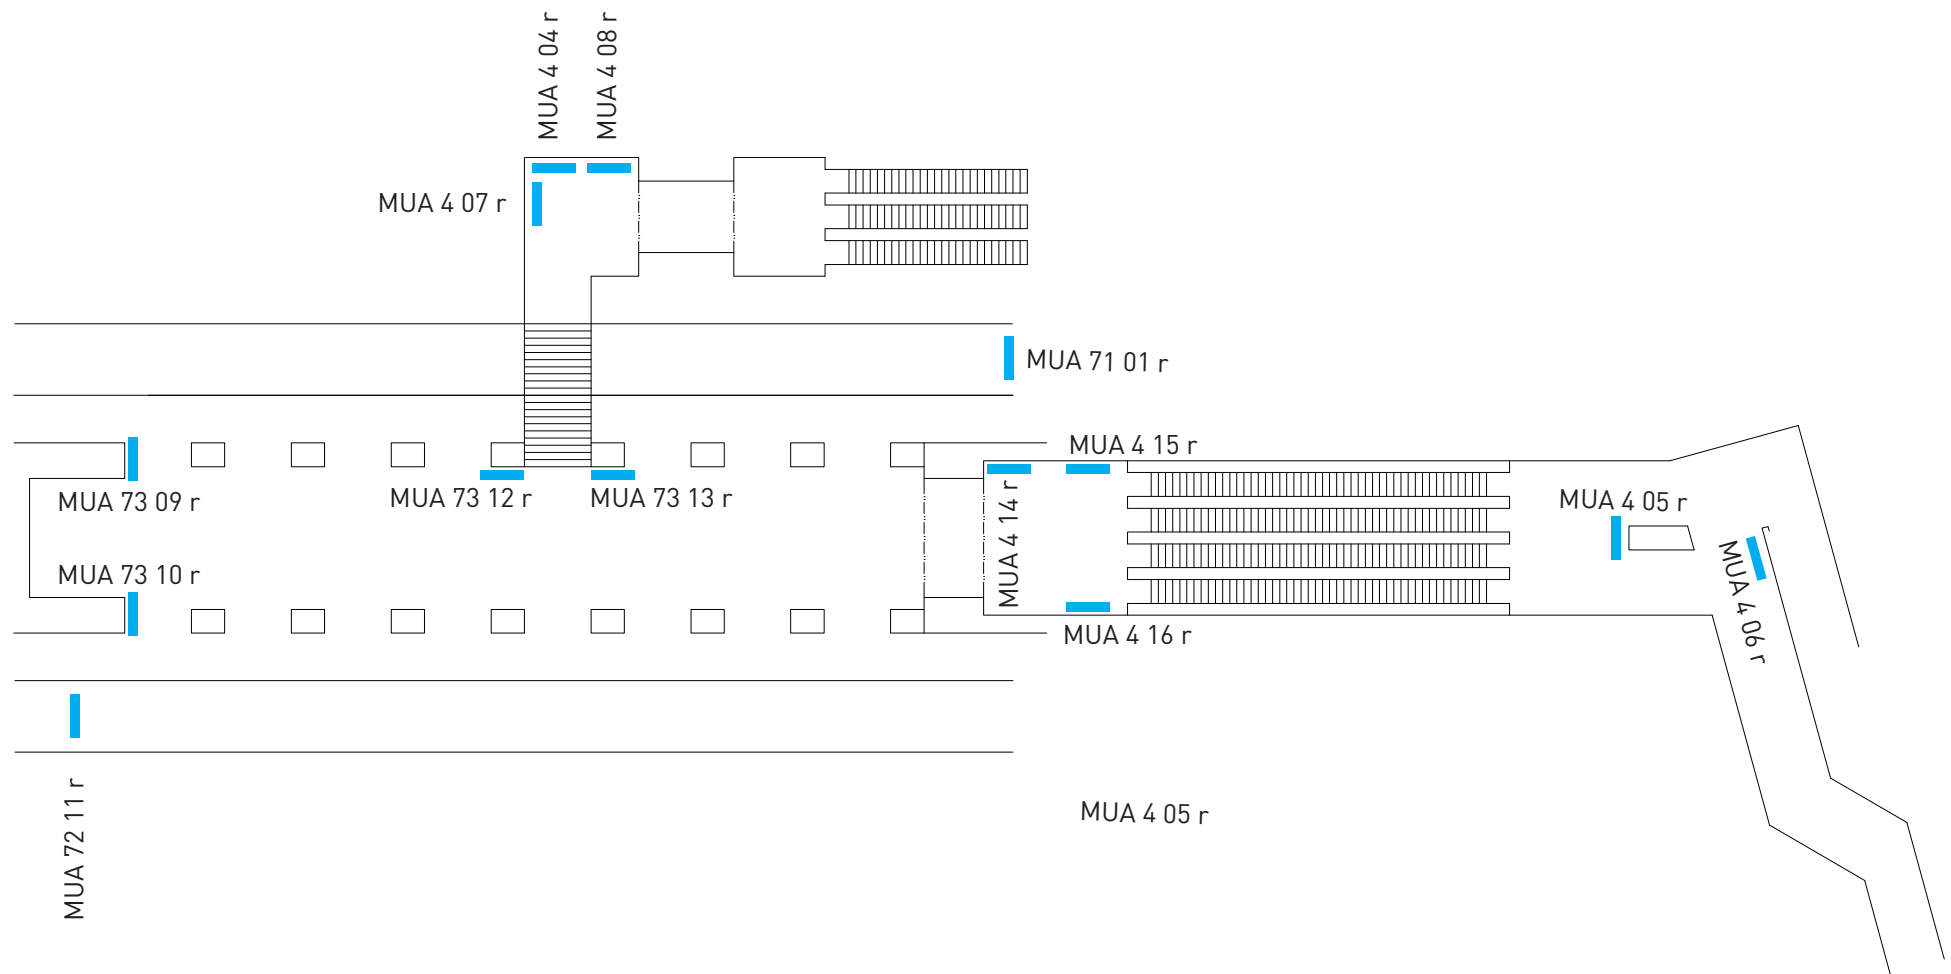 MUA 4 04 r
MUA 4 08 r
MUA 4 07 r
MUA 71 01 r
MUA 4 15 r
MUA 73 09 r
MUA 73 12 r
MUA 73 13 r
MUA 4 14 r
MUA 4 05 r
MUA 73 10 r
MUA 4 06 r
MUA 4 16 r
MUA 72 11 r
MUA 4 05 r